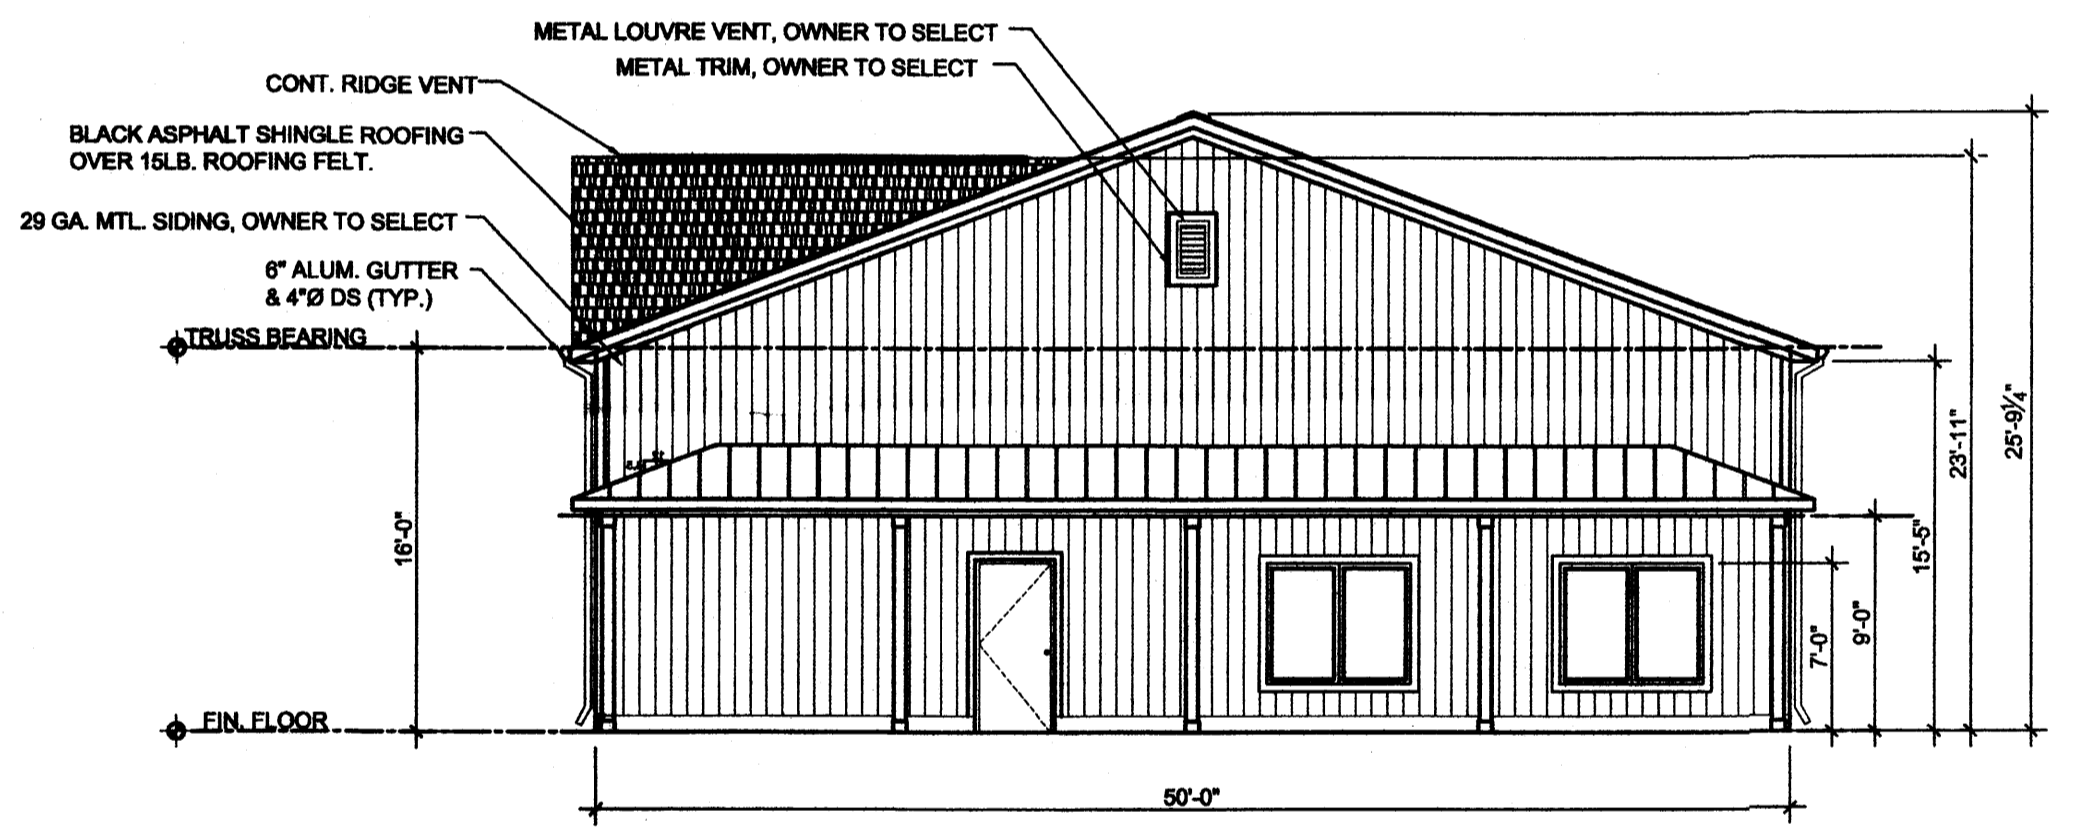 METAL LOUVRE VENT, OWNER TO SELECT
METAL TRIM, OWNER TO SELECT
CONT. RIDGE VENT
BLACK ASPHALT SHINGLE ROOFING
OVER 15LB. ROOFING FELT.
29 GA. MTL. SIDING, OWNER TO SELECT
6" ALUM. GUTTER
& 4"Ø DS (TYP.)
TRUSS BEARING
16'-0"
FIN. FLOOR
50'-0"
7'-0"
9'-0"
15'-5"
23'-11"
25'-9¼"